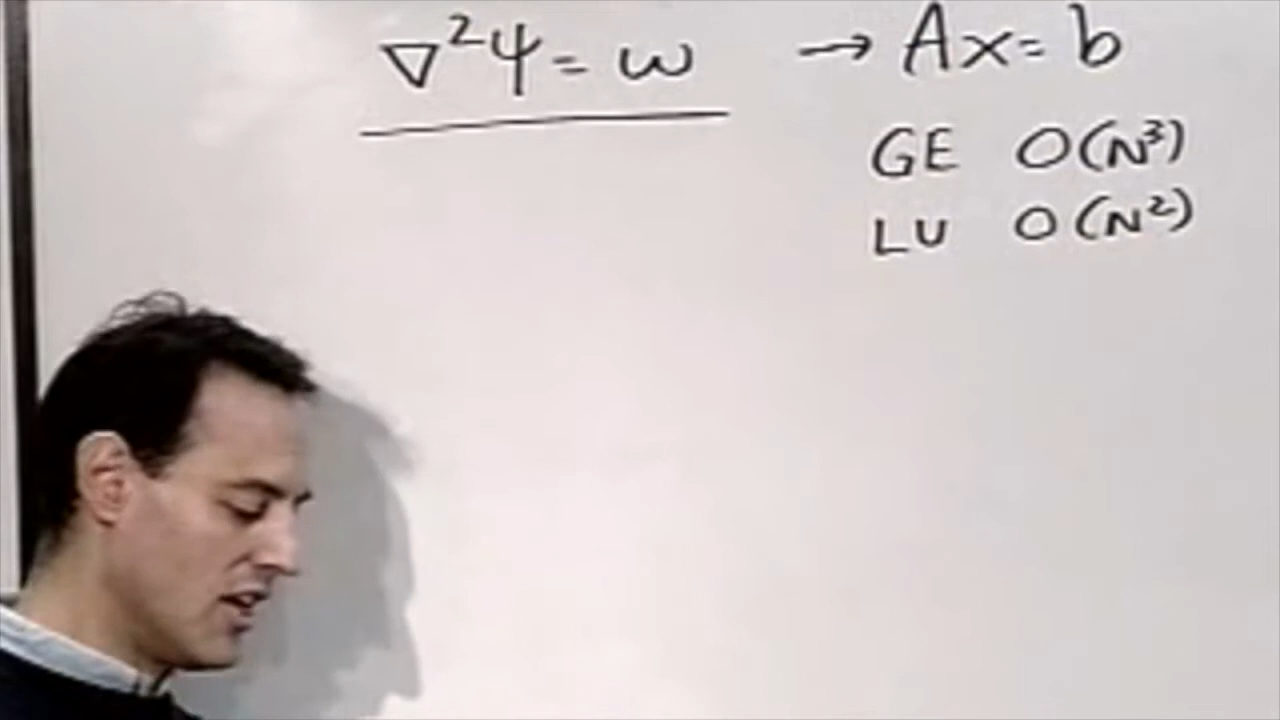 ∇²ψ = ω → Ax = b
GE O(N³)
LU O(N²)